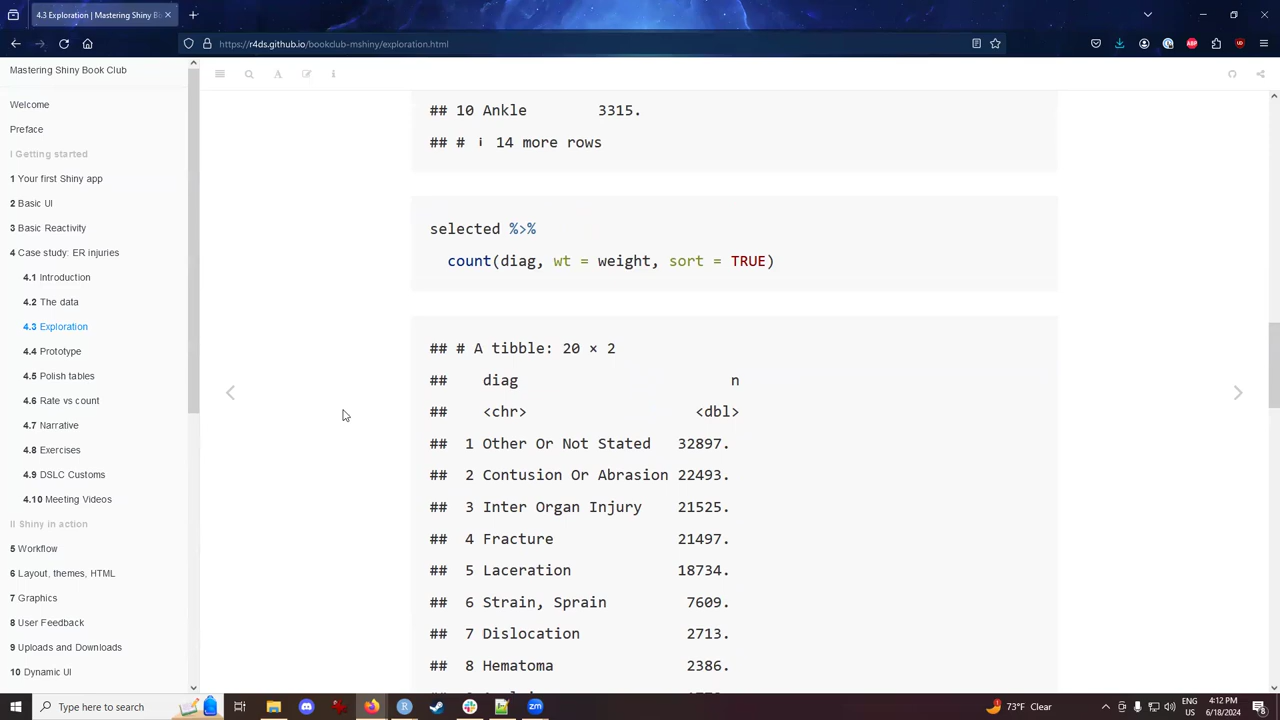 4.3 Exploration | Mastering Shiny Bo
https://r4ds.github.io/bookclub-mshiny/exploration.html
Mastering Shiny Book Club
Welcome
Preface
I Getting started
1 Your first Shiny app
2 Basic UI
3 Basic Reactivity
4 Case study: ER injuries
4.1 Introduction
4.2 The data
4.3 Exploration
4.4 Prototype
4.5 Polish tables
4.6 Rate vs count
4.7 Narrative
4.8 Exercises
4.9 DSLC Customs
4.10 Meeting Videos
II Shiny in action
5 Workflow
6 Layout, themes, HTML
7 Graphics
8 User Feedback
9 Uploads and Downloads
10 Dynamic UI
## 10 Ankle 3315.
## # ℹ 14 more rows
selected %>%
count(diag, wt = weight, sort = TRUE)
## # A tibble: 20 × 2
## diag n
## <chr> <dbl>
## 1 Other Or Not Stated 32897.
## 2 Contusion Or Abrasion 22493.
## 3 Inter Organ Injury 21525.
## 4 Fracture 21497.
## 5 Laceration 18734.
## 6 Strain, Sprain 7609.
## 7 Dislocation 2713.
## 8 Hematoma 2386.
Type here to search
73°F Clear
ENG
US
4:12 PM
6/18/2024